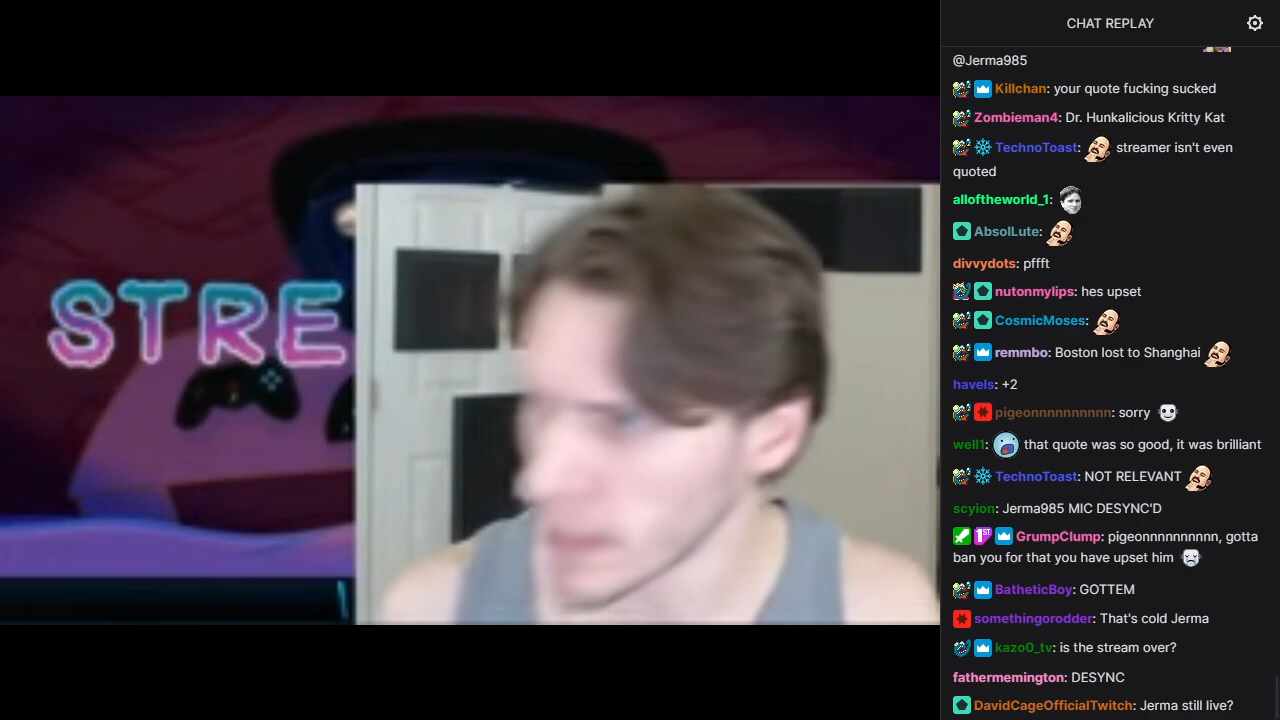 STRE
CHAT REPLAY
@Jerma985
Killchan: your quote fucking sucked
Zombieman4: Dr. Hunkalicious Kritty Kat
TechnoToast: streamer isn't even
quoted
alloftheworld_1:
AbsolLute:
divvydots: pffft
nutonmylips: hes upset
CosmicMoses:
remmbo: Boston lost to Shanghai
havels: +2
pigeonnnnnnnnnn: sorry
well1: that quote was so good, it was brilliant
TechnoToast: NOT RELEVANT
scyion: Jerma985 MIC DESYNC'D
1ST GrumpClump: pigeonnnnnnnnnn, gotta
ban you for that you have upset him
BatheticBoy: GOTTEM
somethingorodder: That's cold Jerma
kazo0_tv: is the stream over?
fathermemington: DESYNC
DavidCageOfficialTwitch: Jerma still live?